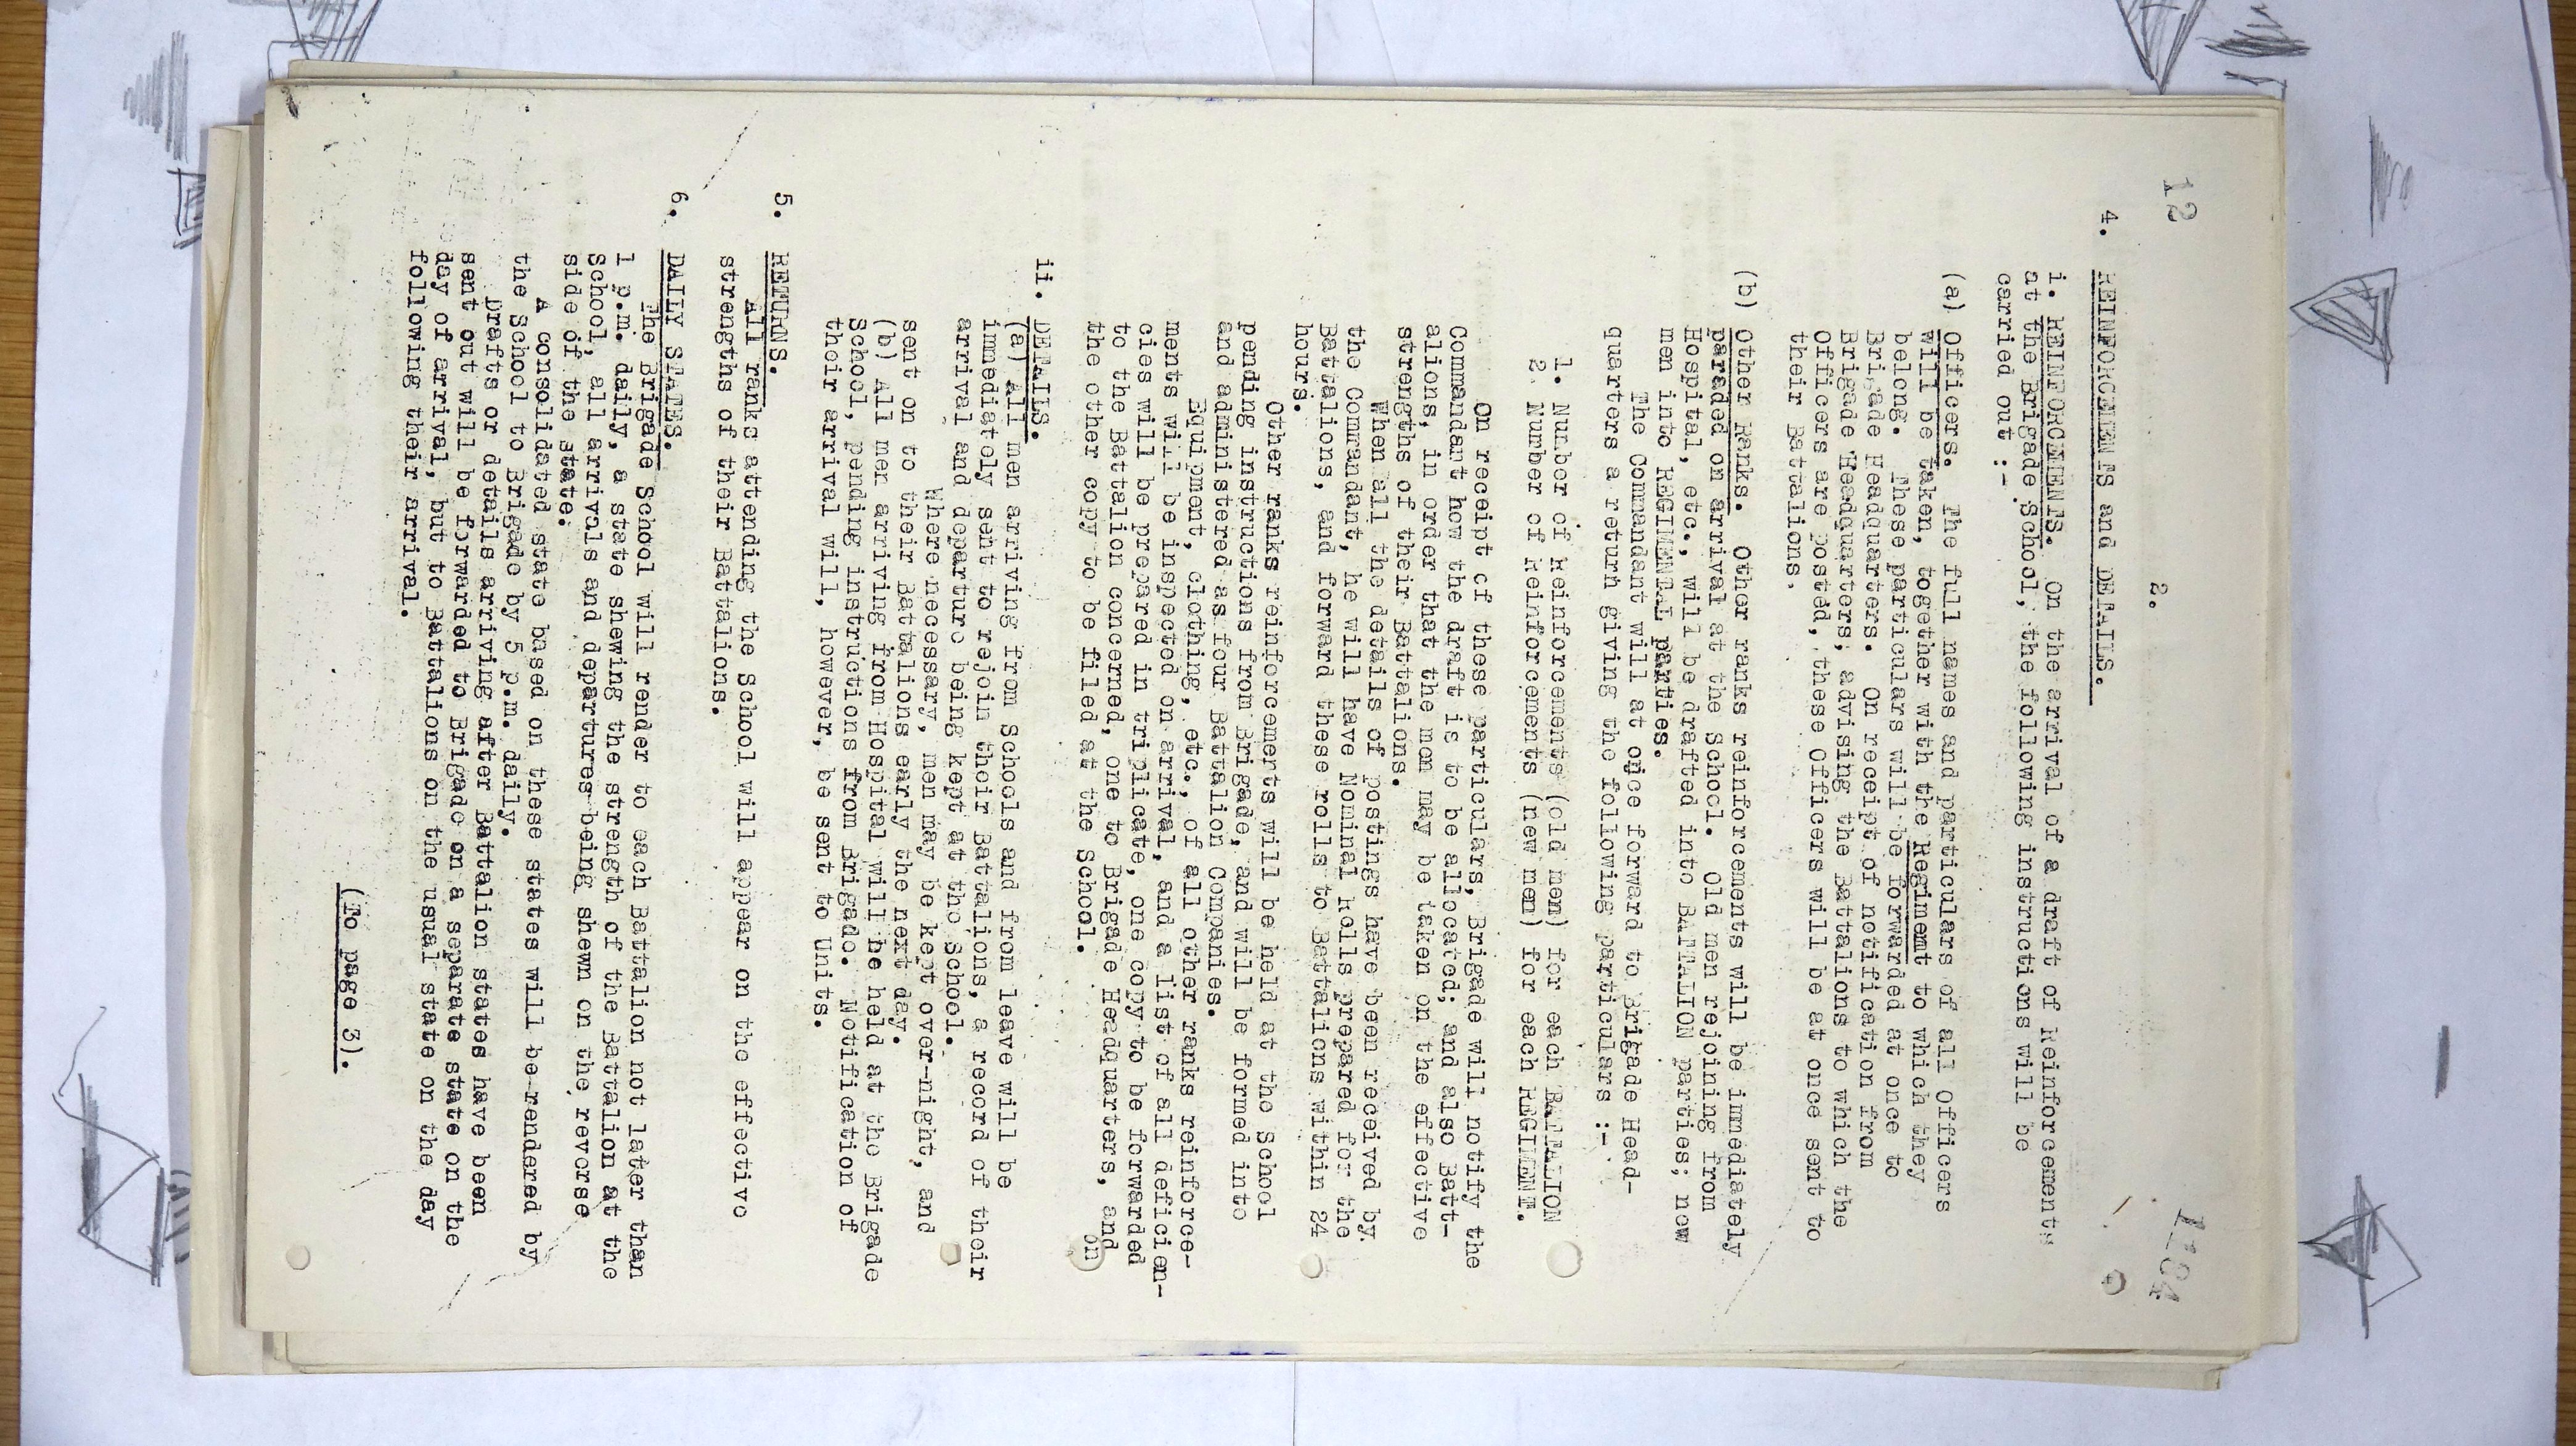 12
2.
1104
4. REINFORCEMENTS and DETAILS.
i. REINFORCEMENTS. On the arrival of a draft of Reinforcements
at the Brigade School, the following instructions will be
carried out :-
(a) Officers. The full names and particulars of all Officers
will be taken, together with the Regiment to which they
belong. These particulars will be forwarded at once to
Brigade Headquarters. On receipt of notification from
Brigade Headquarters, advising the Battalions to which the
Officers are posted, these Officers will be at once sent to
their Battalions.
(b) Other Ranks. Other ranks reinforcements will be immediately
paraded on arrival at the School. Old men rejoining from
Hospital, etc., will be drafted into BATTALION parties; new
men into REGIMENTAL parties.
The Commandant will at once forward to Brigade Head-
quarters a return giving the following particulars :-
1. Number of Reinforcements (old men) for each BATTALION
2. Number of Reinforcements (new men) for each REGIMENT.
On receipt of these particulars, Brigade will notify the
Commandant how the draft is to be allocated; and also Batt-
alions, in order that the men may be taken on the effective
strengths of their Battalions.
When all the details of postings have been received by
the Commandant, he will have Nominal Rolls prepared for the
Battalions, and forward these rolls to Battalions within 24
hours.
Other ranks reinforcements will be held at the School
pending instructions from Brigade, and will be formed into
and administered as four Battalion Companies.
Equipment, clothing, etc., of all other ranks reinforce-
ments will be inspected on arrival, and a list of all deficien-
cies will be prepared in triplicate, one copy to be forwarded
to the Battalion concerned, one to Brigade Headquarters, and
the other copy to be filed at the School. on
ii. DETAILS.
(a) All men arriving from Schools and from leave will be
immediately sent to rejoin their Battalions, a record of their
arrival and departure being kept at the School.
Where necessary, men may be kept over-night, and
sent on to their Battalions early the next day.
(b) All men arriving from Hospital will be held at the Brigade
School, pending instructions from Brigade. Notification of
their arrival will, however, be sent to Units.
5. RETURNS.
All ranks attending the School will appear on the effective
strengths of their Battalions.
6. DAILY STATES.
The Brigade School will render to each Battalion not later than
1 p.m. daily, a state shewing the strength of the Battalion at the
School, all arrivals and departures being shewn on the reverse
side of the state.
A consolidated state based on these states will be rendered by
the School to Brigade by 5 p.m. daily.
Drafts or details arriving after Battalion states have been
sent out will be forwarded to Brigade on a separate state on the
day of arrival, but to Battalions on the usual state on the day
following their arrival.
(To page 3).